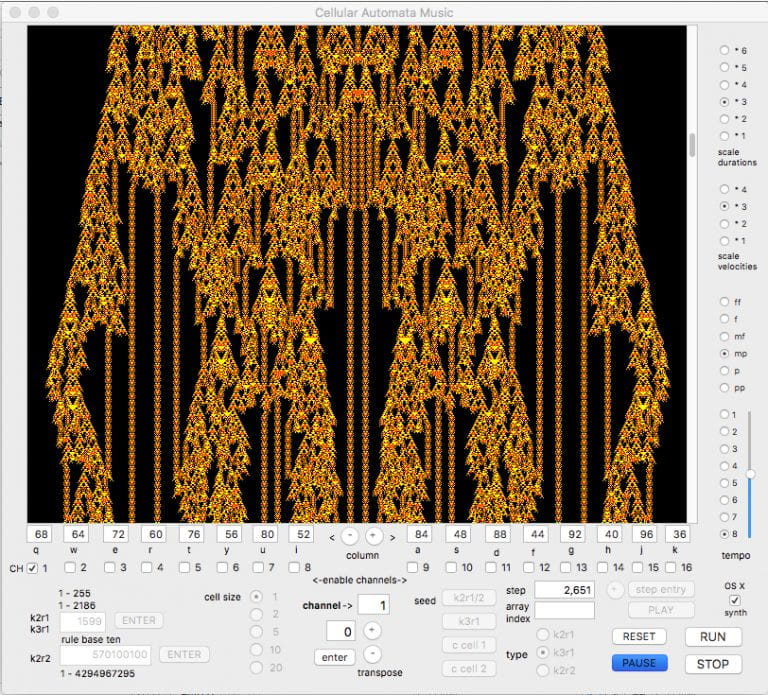 Cellular Automata Music
* 6
* 5
* 4
* 3
* 2
* 1
scale
durations
* 4
* 3
* 2
* 1
scale
velocities
ff
f
mf
mp
p
pp
1
2
3
4
5
6
7
8
tempo
68 64 72 60 76 56 80 52 < - + > 84 48 88 44 92 40 96 36
q w e r t y u i column a s d f g h j k
CH 1 2 3 4 5 6 7 8 9 10 11 12 13 14 15 16
<-enable channels->
1 - 255
1 - 2186
k2r1
k3r1
1599 ENTER
rule base ten
k2r2 570100100 ENTER
1 - 4294967295
cell size 1
2
5
10
20
channel-> 1
0 +
enter -
transpose
seed k2r1/2
k3r1
c cell 1
c cell 2
step 2,651 + step entry
array
index
PLAY
type k2r1
k3r1
k2r2
OS X
synth
RESET RUN
PAUSE STOP